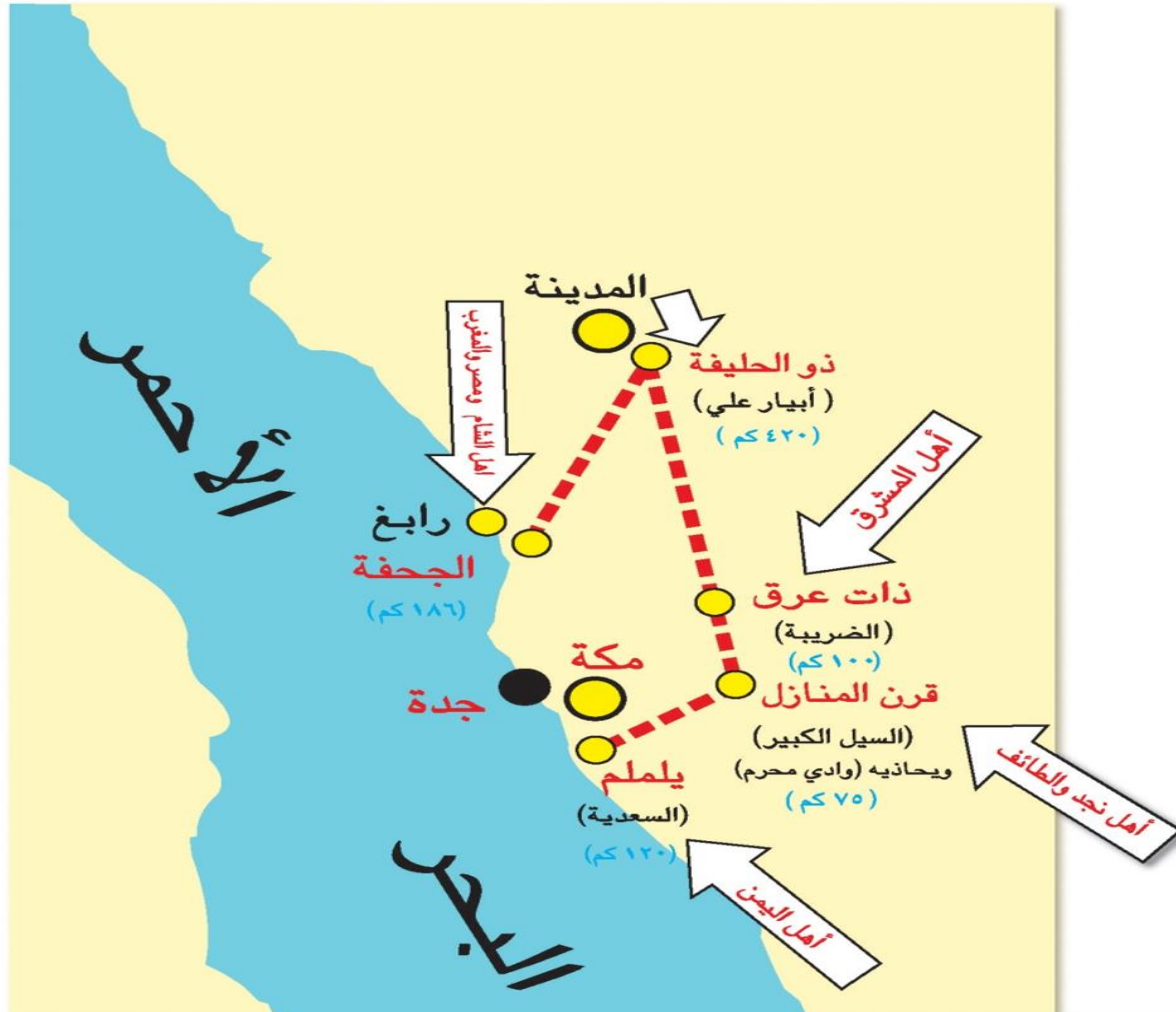 المدينة
ذو الحليفة
(أبيار علي)
(٤٢٠ كم)
اهل الشام ومصر والمغرب
أهل المشرق
الأحمر
رابغ
الجحفة
(١٨٦ كم)
ذات عرق
(الضريبة)
(١٠٠ كم)
مكة
جدة
قرن المنازل
(السيل الكبير)
ويحاذيه (وادي محرم)
(٧٥ كم)
أهل نجد والطائف
يلملم
(السعدية)
(١٢٠ كم)
أهل اليمن
البحر